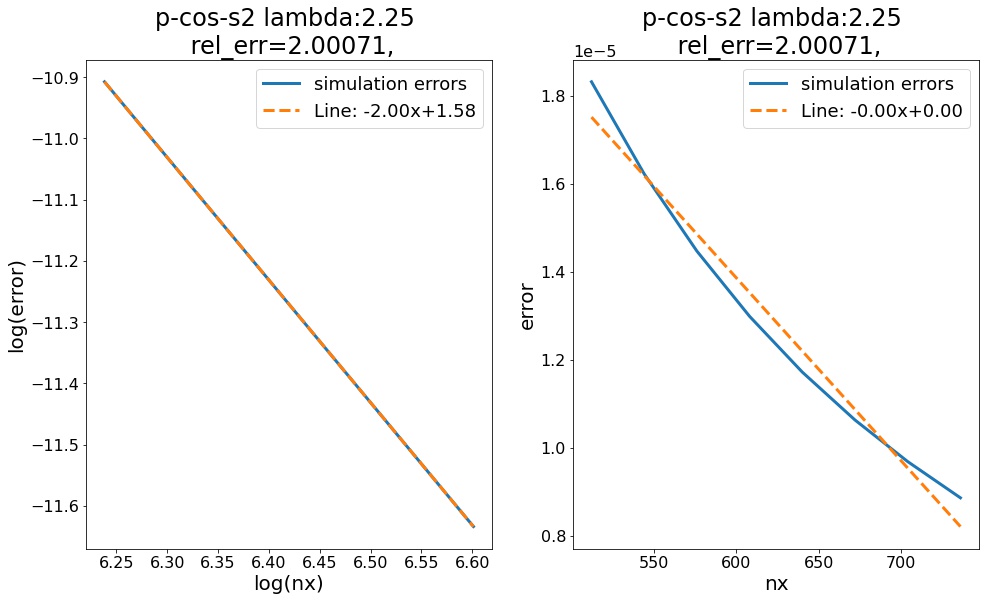 p-cos-s2 lambda:2.25
rel_err=2.00071,
simulation errors
Line: -2.00x+1.58
log(error)
−10.9
−11.0
−11.1
−11.2
−11.3
−11.4
−11.5
−11.6
6.25
6.30
6.35
6.40
6.45
6.50
6.55
6.60
log(nx)
p-cos-s2 lambda:2.25
rel_err=2.00071,
1e−5
simulation errors
Line: -0.00x+0.00
error
1.8
1.6
1.4
1.2
1.0
0.8
550
600
650
700
nx